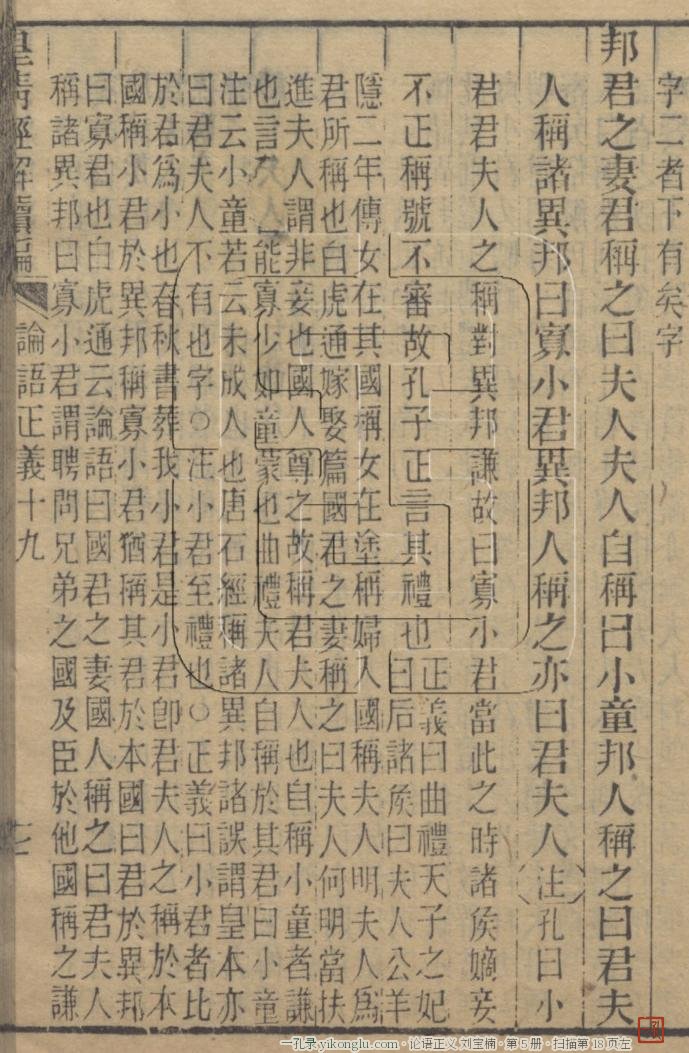 字二者下有矣字
邦君之妻君稱之曰夫人夫人自稱曰小童邦人稱之曰君夫
人稱諸異邦曰寡小君異邦人稱之亦曰君夫人〔注〕孔曰小
君君夫人之稱對異邦謙故曰寡小君當此之時諸侯嫡妾
不正稱號不審故孔子正言其禮也
正義曰曲禮天子之妃
曰后諸侯曰夫人公羊
隱二年傳女在其國稱女在塗稱婦入國稱夫人明夫人爲
君所稱也白虎通嫁娶篇國君之妻稱之曰夫人何明當扶
進夫人謂非妾也國人尊之故稱君夫人也自稱小童者謙
也言己智能寡少如童蒙也曲禮夫人自稱於其君曰小童
注云小童若云未成人也唐石經稱諸異邦諸誤謂皇本亦
曰君夫人下有也字○注小君至禮也○正義曰小君者比
於君爲小也春秋書葬我小君是小君卽君夫人之稱於本
國稱小君於異邦稱寡小君猶稱其君於本國曰君於異邦
曰寡君也白虎通云論語曰國君之妻國人稱之曰君夫人
稱諸異邦曰寡小君謂聘問兄弟之國及臣於他國稱之謙
皇清經解續編 論語正義十九
一孔录 yikonglu.com · 论语正义 刘宝楠 · 第 5 册 · 扫描第 18 页左